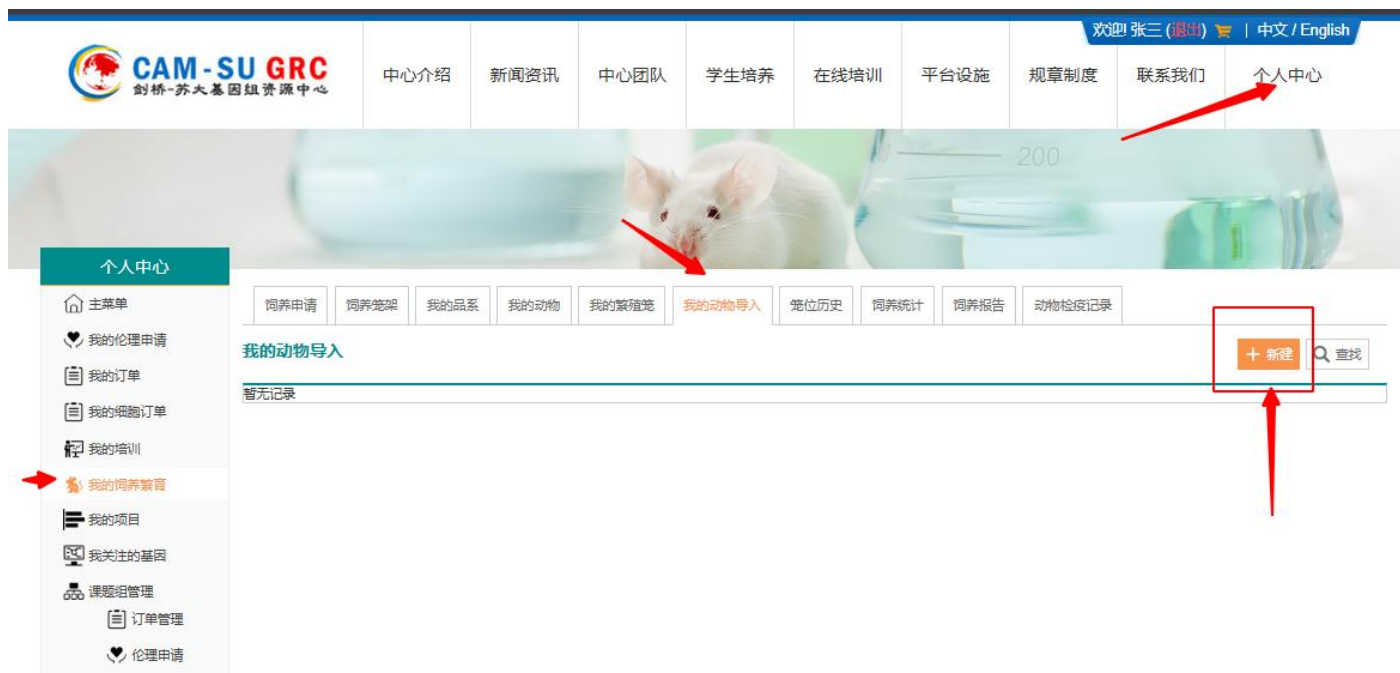 欢迎! 张三 (退出) | 中文 / English
CAM-SU GRC
剑桥-苏大基因组资源中心
中心介绍 新闻资讯 中心团队 学生培养 在线培训 平台设施 规章制度 联系我们 个人中心
200
个人中心
主菜单
我的伦理申请
我的订单
我的细胞订单
我的培训
我的饲养繁育
我的项目
我关注的基因
课题组管理
订单管理
伦理申请
饲养申请 饲养笼架 我的品系 我的动物 我的繁殖笼 我的动物导入 笼位历史 饲养统计 饲养报告 动物检疫记录
我的动物导入
+ 新建 查找
暂无记录